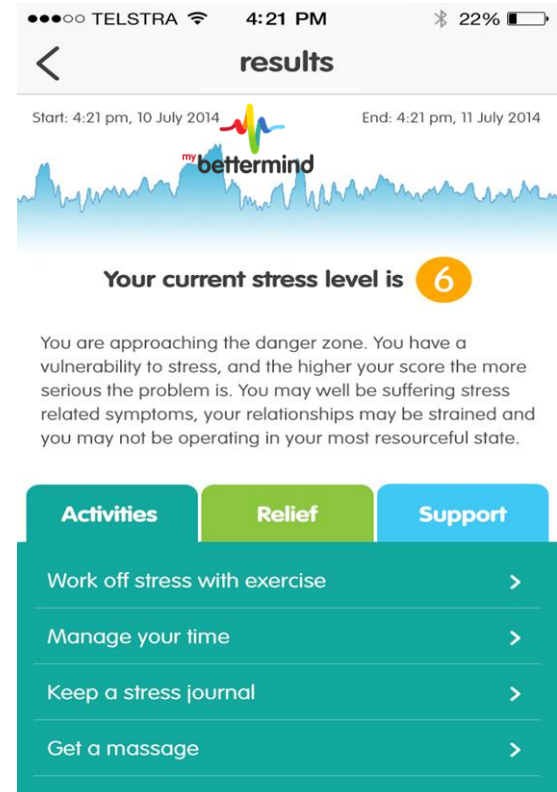 TELSTRA 4:21 PM 22%
results
Start: 4:21 pm, 10 July 2014 End: 4:21 pm, 11 July 2014
my bettermind
Your current stress level is 6
You are approaching the danger zone. You have a
vulnerability to stress, and the higher your score the more
serious the problem is. You may well be suffering stress
related symptoms, your relationships may be strained and
you may not be operating in your most resourceful state.
Activities Relief Support
Work off stress with exercise
Manage your time
Keep a stress journal
Get a massage